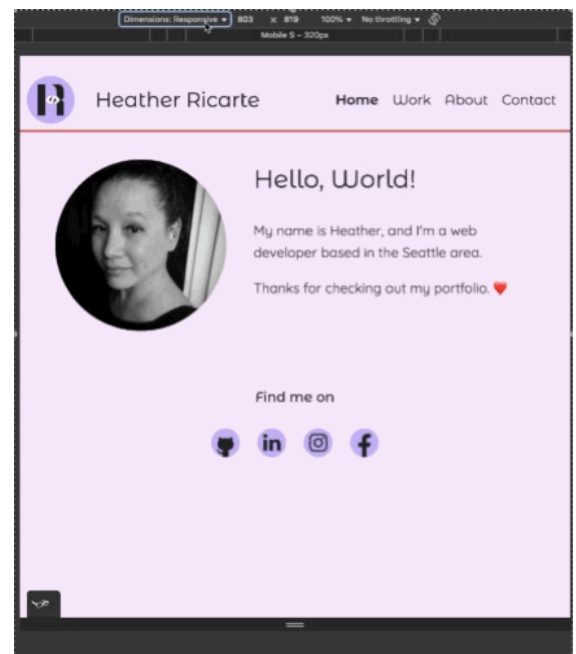 Dimensions: Responsive ▼ 803 x 619 100% ▼ No throttling ▼
Mobile S – 320px
Heather Ricarte Home Work About Contact
Hello, World!
My name is Heather, and I'm a web
developer based in the Seattle area.
Thanks for checking out my portfolio. ❤️
Find me on
in